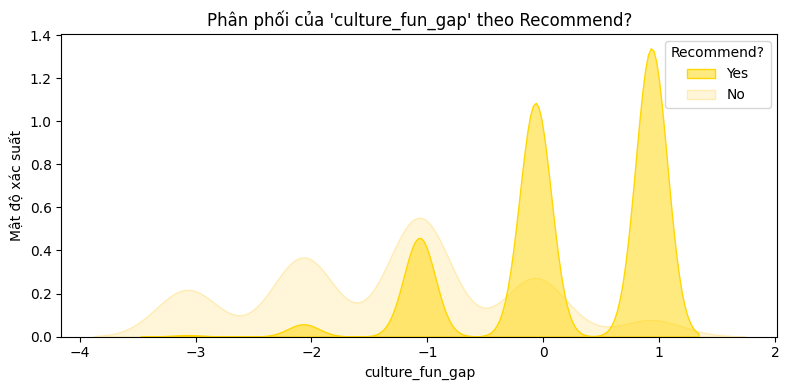 Phân phối của 'culture_fun_gap' theo Recommend?
Mật độ xác suất
1.4
1.2
1.0
0.8
0.6
0.4
0.2
0.0
Recommend?
Yes
No
−4
−3
−2
−1
0
1
2
culture_fun_gap